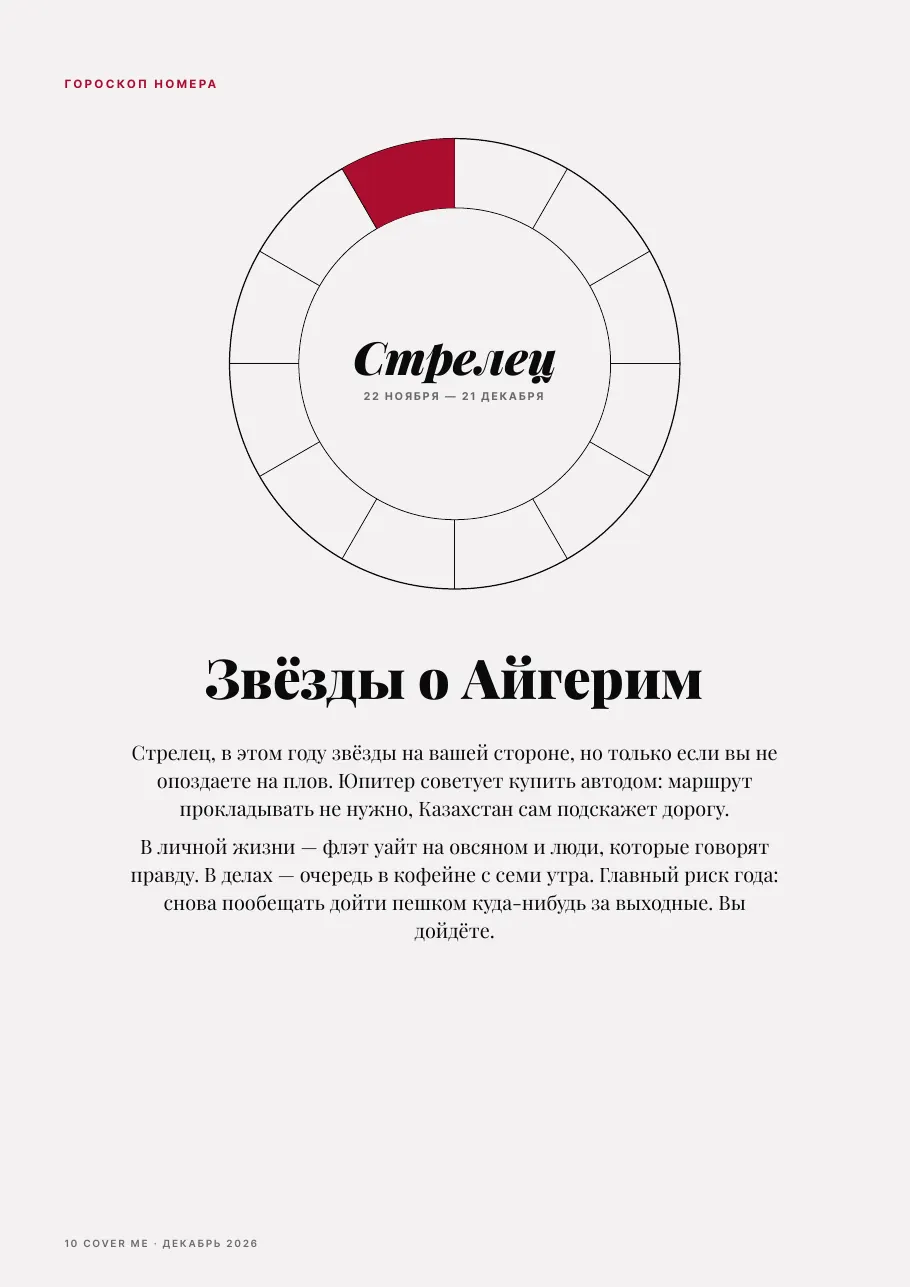 ГОРОСКОП НОМЕРА
Стрелец
22 НОЯБРЯ — 21 ДЕКАБРЯ
Звёзды о Айгерим
Стрелец, в этом году звёзды на вашей стороне, но только если вы не
опоздаете на плов. Юпитер советует купить автодом: маршрут
прокладывать не нужно, Казахстан сам подскажет дорогу.
В личной жизни — флэт уайт на овсяном и люди, которые говорят
правду. В делах — очередь в кофейне с семи утра. Главный риск года:
снова пообещать дойти пешком куда-нибудь за выходные. Вы
дойдёте.
10 COVER ME · ДЕКАБРЬ 2026